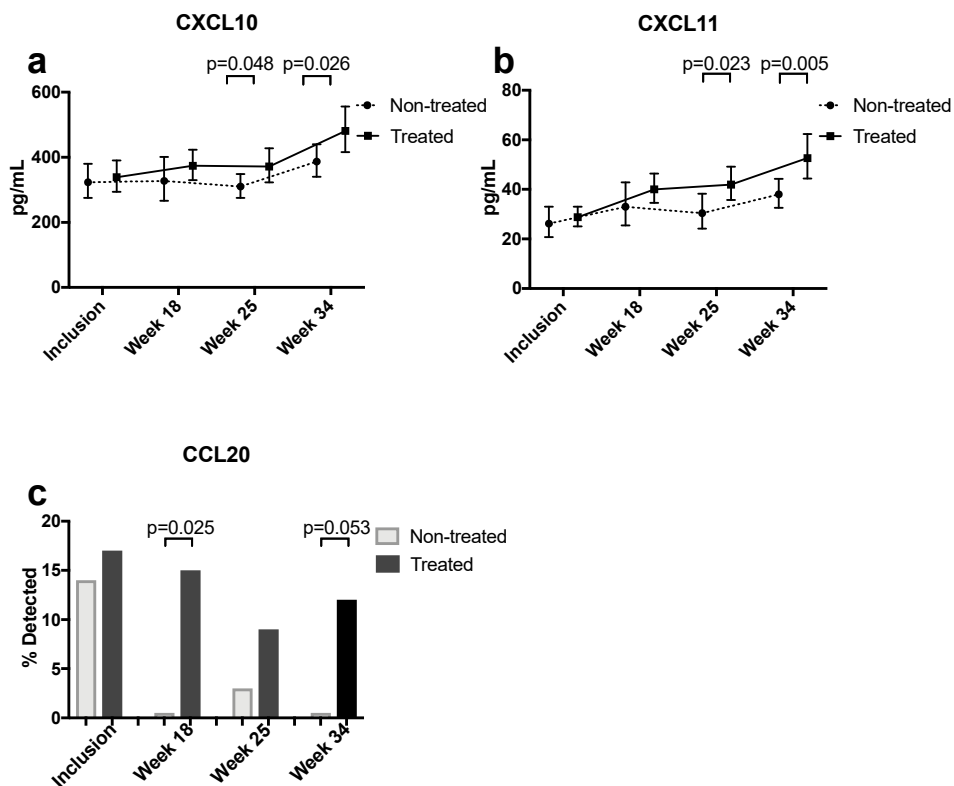 CXCL10
a
p=0.048 p=0.026
600
400
200
0
pg/mL
Non-treated
Treated
Inclusion
Week 18
Week 25
Week 34
CXCL11
b
p=0.023 p=0.005
80
60
40
20
0
pg/mL
Non-treated
Treated
Inclusion
Week 18
Week 25
Week 34
CCL20
c
p=0.025 p=0.053
20
15
10
5
0
% Detected
Non-treated
Treated
Inclusion
Week 18
Week 25
Week 34